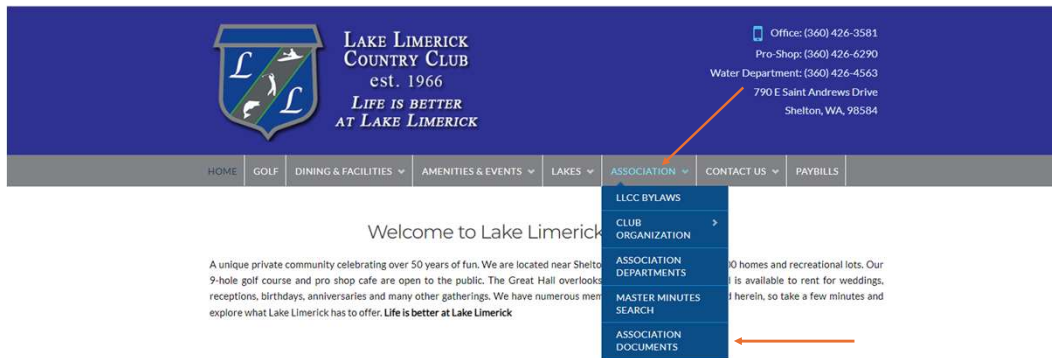 LAKE LIMERICK
COUNTRY CLUB
EST. 1966
LIFE IS BETTER
AT LAKE LIMERICK
L
L
Office: (360) 426-3581
Pro-Shop: (360) 426-6290
Water Department: (360) 426-4563
790 E Saint Andrews Drive
Shelton, WA, 98584
HOME GOLF DINING & FACILITIES AMENITIES & EVENTS LAKES ASSOCIATION CONTACT US PAYBILLS
LLCC BYLAWS
CLUB
ORGANIZATION
ASSOCIATION
DEPARTMENTS
MASTER MINUTES
SEARCH
ASSOCIATION
DOCUMENTS
Welcome to Lake Limerick
A unique private community celebrating over 50 years of fun. We are located near Shelto 00 homes and recreational lots. Our
9-hole golf course and pro shop cafe are open to the public. The Great Hall overlooks is available to rent for weddings,
receptions, birthdays, anniversaries and many other gatherings. We have numerous mem d herein, so take a few minutes and
explore what Lake Limerick has to offer. Life is better at Lake Limerick